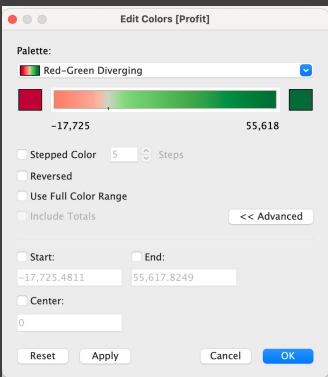 Edit Colors [Profit]
Palette:
Red-Green Diverging
-17,725 55,618
Stepped Color 5 Steps
Reversed
Use Full Color Range
Include Totals << Advanced
Start: End:
-17,725.4811 55,617.8249
Center:
0
Reset Apply Cancel OK